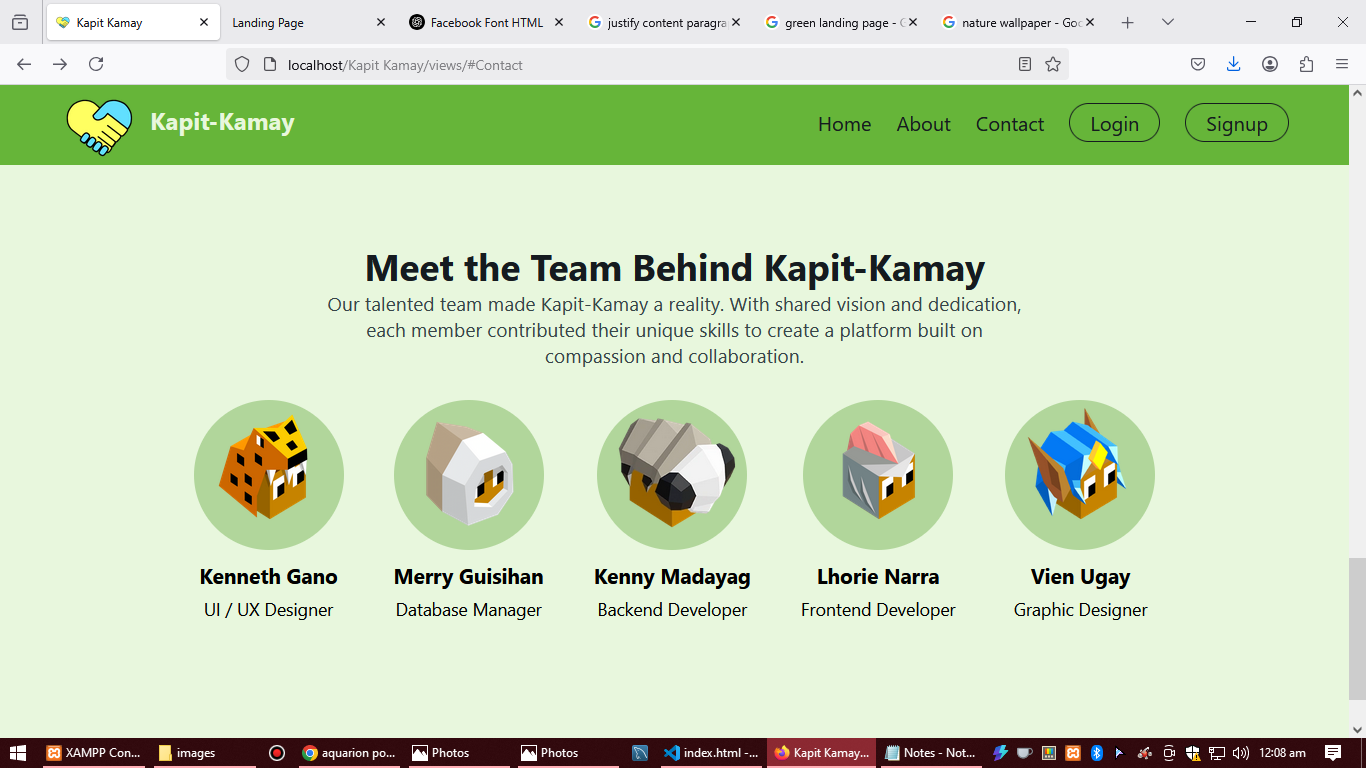 Kapit Kamay
Landing Page
Facebook Font HTML
justify content paragra
green landing page - G
nature wallpaper - Goo
localhost/Kapit Kamay/views/#Contact
Kapit-Kamay
Home
About
Contact
Login
Signup
Meet the Team Behind Kapit-Kamay
Our talented team made Kapit-Kamay a reality. With shared vision and dedication,
each member contributed their unique skills to create a platform built on
compassion and collaboration.
Kenneth Gano
UI / UX Designer
Merry Guisihan
Database Manager
Kenny Madayag
Backend Developer
Lhorie Narra
Frontend Developer
Vien Ugay
Graphic Designer
XAMPP Con...
images
aquarion po...
Photos
Photos
index.html -...
Kapit Kamay...
Notes - Not...
12:08 am